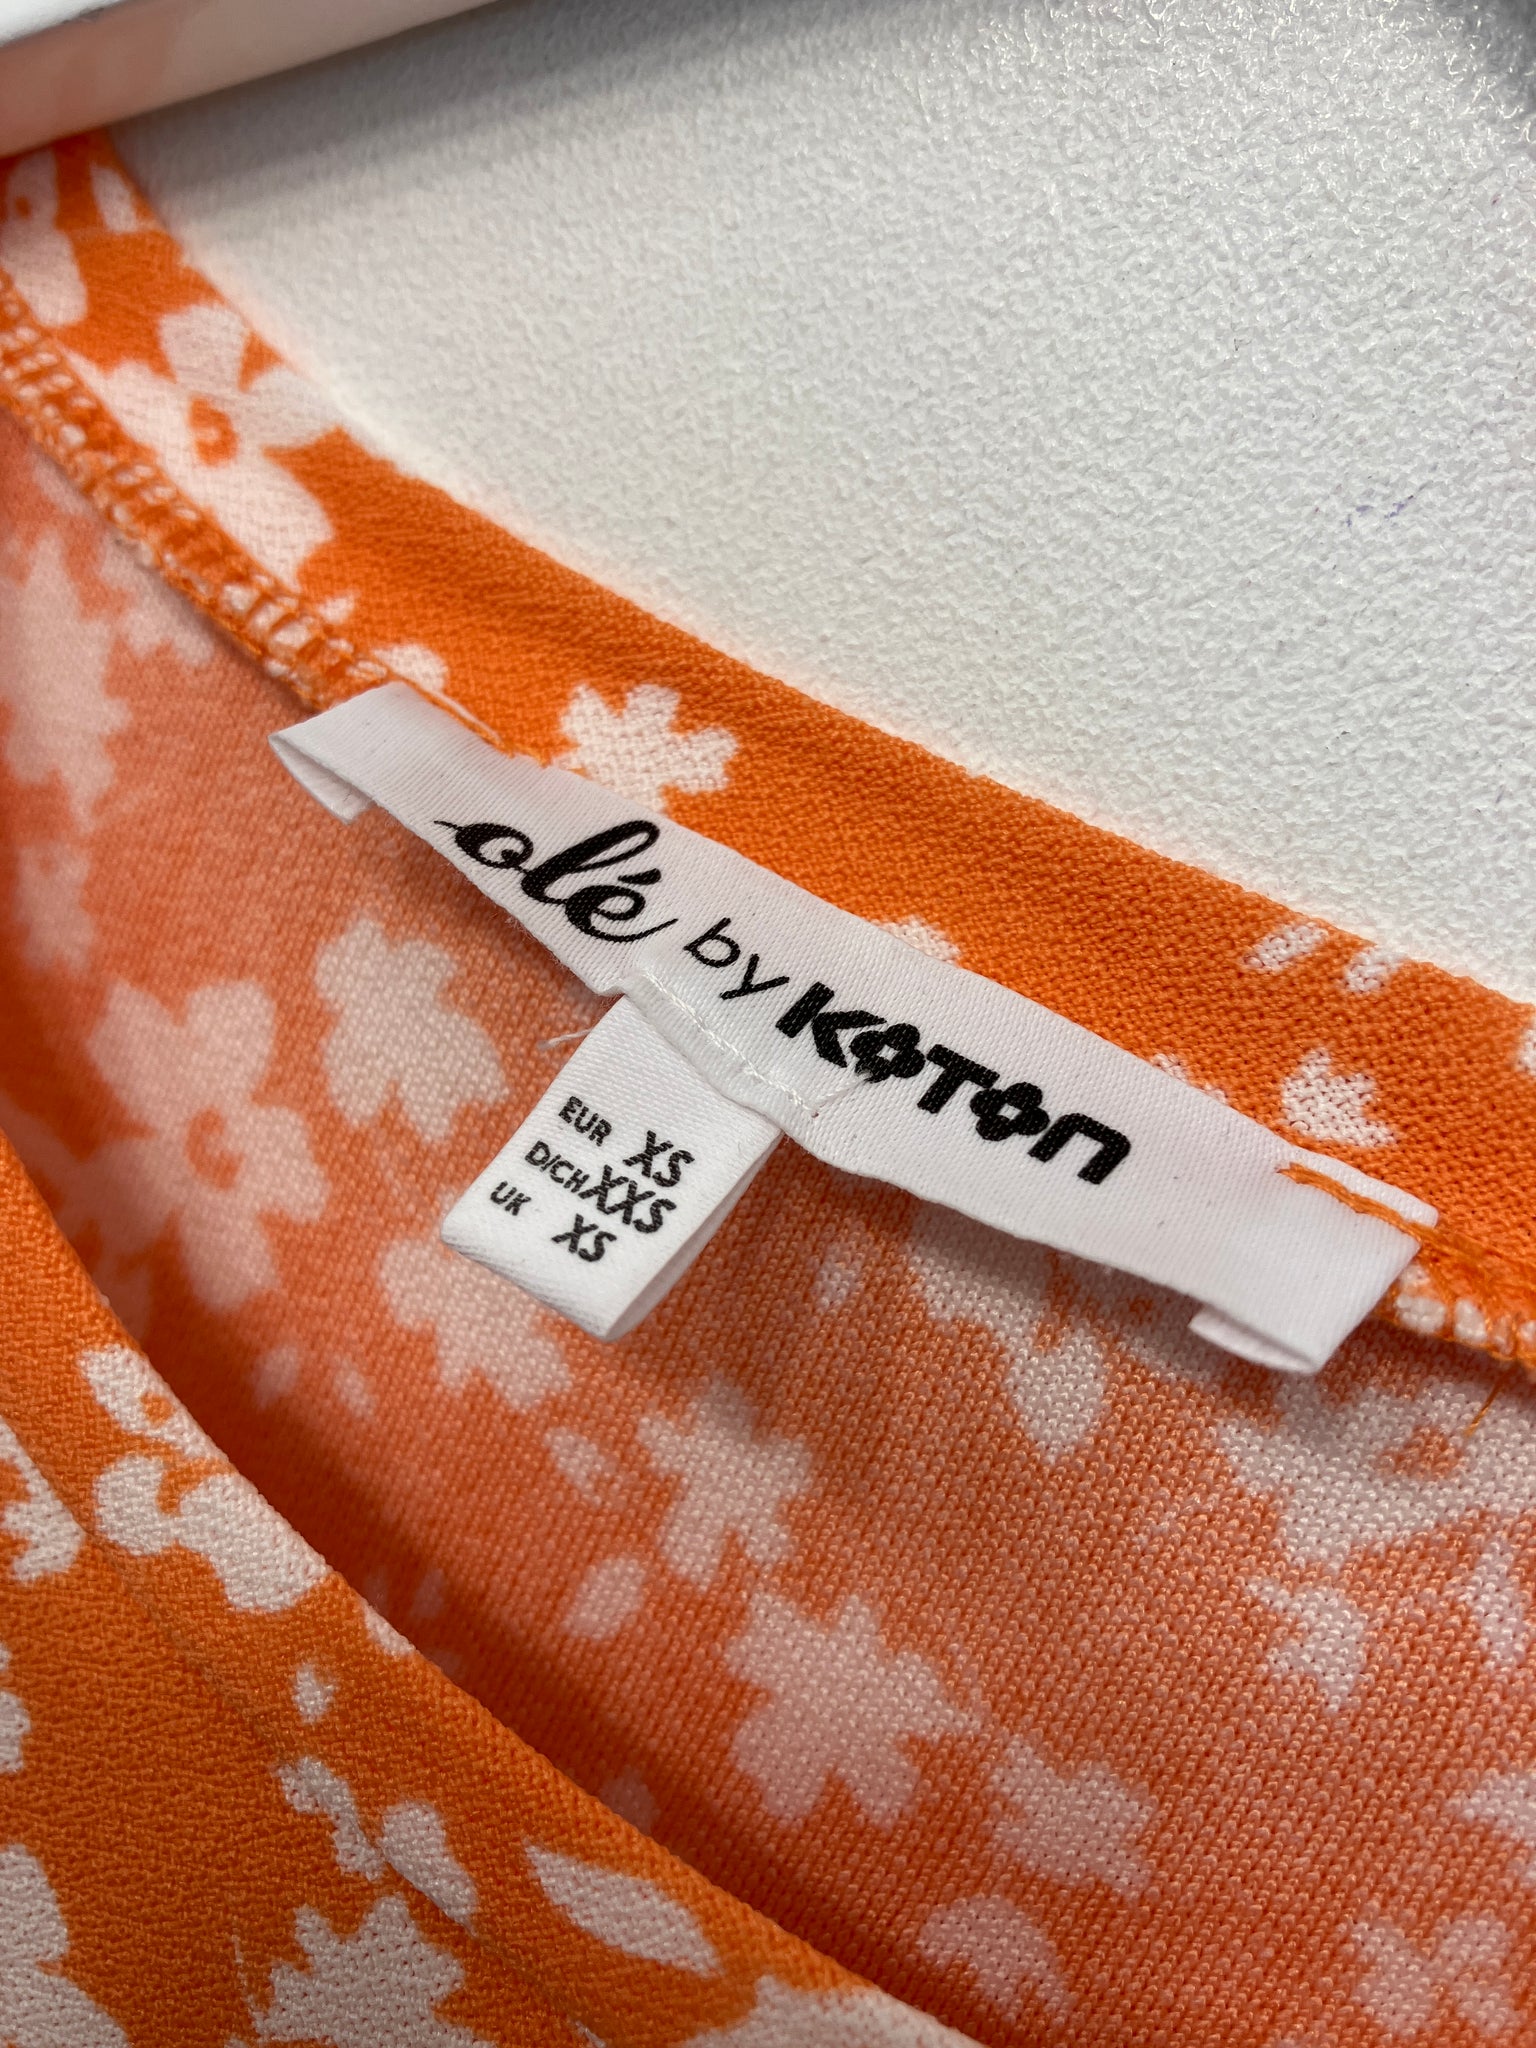 olé by KOTON
EUR XS
D/CH XXS
UK XS